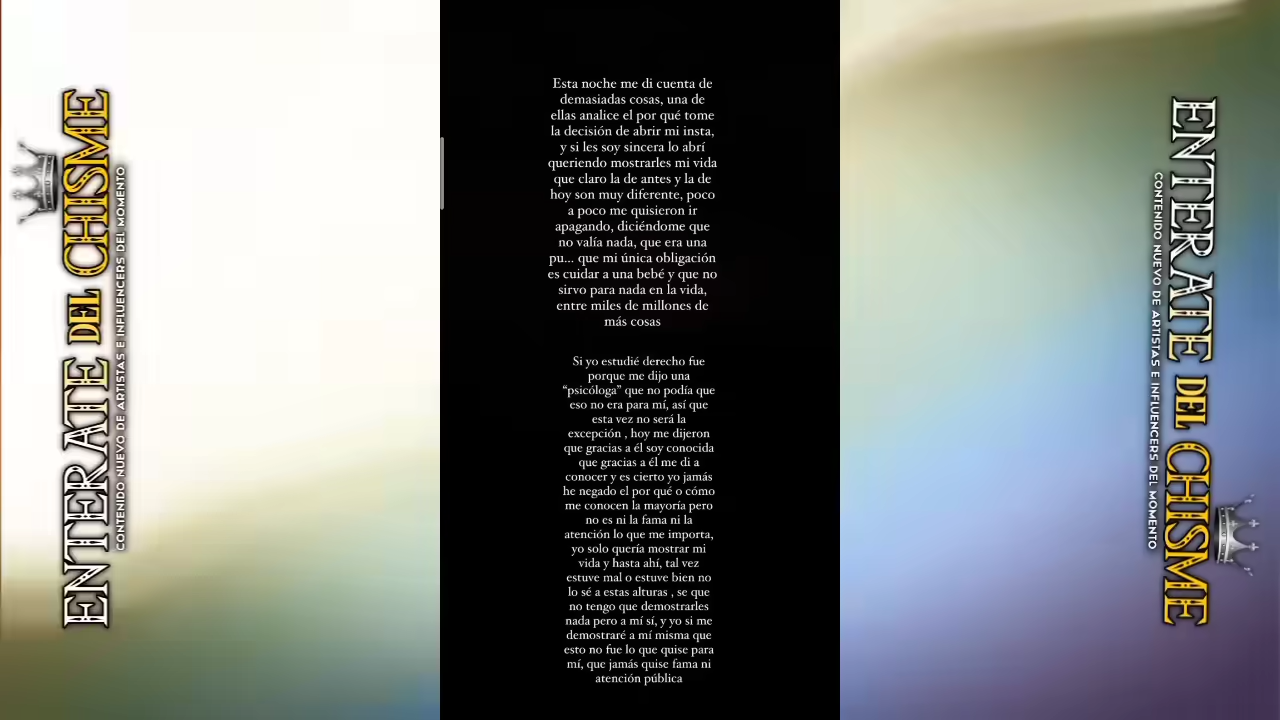 ENTERATE DEL CHISME
CONTENIDO NUEVO DE ARTISTAS E INFLUENCERS DEL MOMENTO
Esta noche me di cuenta de
demasiadas cosas, una de
ellas analice el por qué tome
la decisión de abrir mi insta,
y si les soy sincera lo abrí
queriendo mostrarles mi vida
que claro la de antes y la de
hoy son muy diferente, poco
a poco me quisieron ir
apagando, diciéndome que
no valía nada, que era una
pu... que mi única obligación
es cuidar a una bebé y que no
sirvo para nada en la vida,
entre miles de millones de
más cosas
Si yo estudié derecho fue
porque me dijo una
“psicóloga” que no podía que
eso no era para mí, así que
esta vez no será la
excepción , hoy me dijeron
que gracias a él soy conocida
que gracias a él me di a
conocer y es cierto yo jamás
he negado el por qué o cómo
me conocen la mayoría pero
no es ni la fama ni la
atención lo que me importa,
yo solo quería mostrar mi
vida y hasta ahí, tal vez
estuve mal o estuve bien no
lo sé a estas alturas , se que
no tengo que demostrarles
nada pero a mí sí, y yo si me
demostraré a mí misma que
esto no fue lo que quise para
mí, que jamás quise fama ni
atención pública
ENTERATE DEL CHISME
CONTENIDO NUEVO DE ARTISTAS E INFLUENCERS DEL MOMENTO